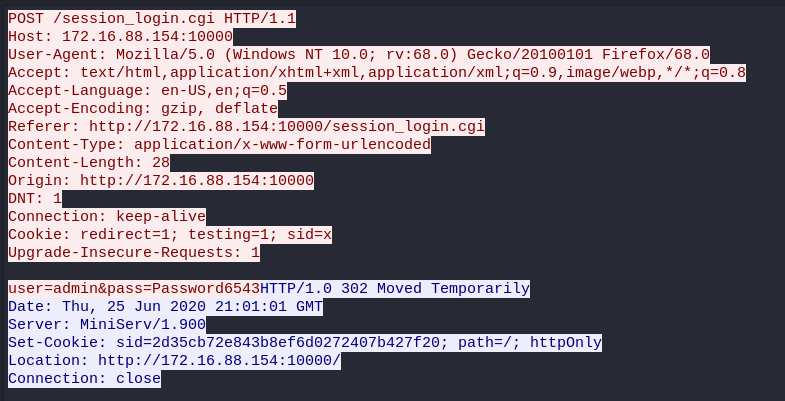 POST /session_login.cgi HTTP/1.1
Host: 172.16.88.154:10000
User-Agent: Mozilla/5.0 (Windows NT 10.0; rv:68.0) Gecko/20100101 Firefox/68.0
Accept: text/html,application/xhtml+xml,application/xml;q=0.9,image/webp,*/*;q=0.8
Accept-Language: en-US,en;q=0.5
Accept-Encoding: gzip, deflate
Referer: http://172.16.88.154:10000/session_login.cgi
Content-Type: application/x-www-form-urlencoded
Content-Length: 28
Origin: http://172.16.88.154:10000
DNT: 1
Connection: keep-alive
Cookie: redirect=1; testing=1; sid=x
Upgrade-Insecure-Requests: 1
user=admin&pass=Password6543HTTP/1.0 302 Moved Temporarily
Date: Thu, 25 Jun 2020 21:01:01 GMT
Server: MiniServ/1.900
Set-Cookie: sid=2d35cb72e843b8ef6d0272407b427f20; path=/; httpOnly
Location: http://172.16.88.154:10000/
Connection: close